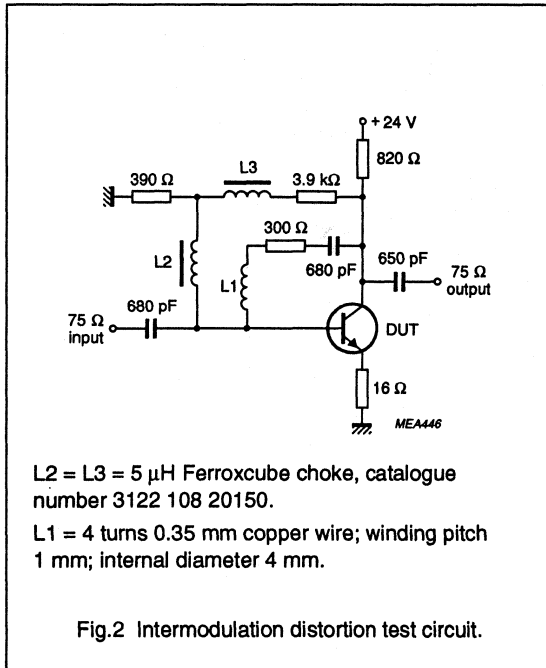 + 24 V
820 Ω
L3
390 Ω
3.9 kΩ
300 Ω
L2
L1
680 pF
650 pF
75 Ω
output
680 pF
75 Ω
input
DUT
16 Ω
MEA446
L2 = L3 = 5 μH Ferroxcube choke, catalogue
number 3122 108 20150.
L1 = 4 turns 0.35 mm copper wire; winding pitch
1 mm; internal diameter 4 mm.
Fig.2 Intermodulation distortion test circuit.